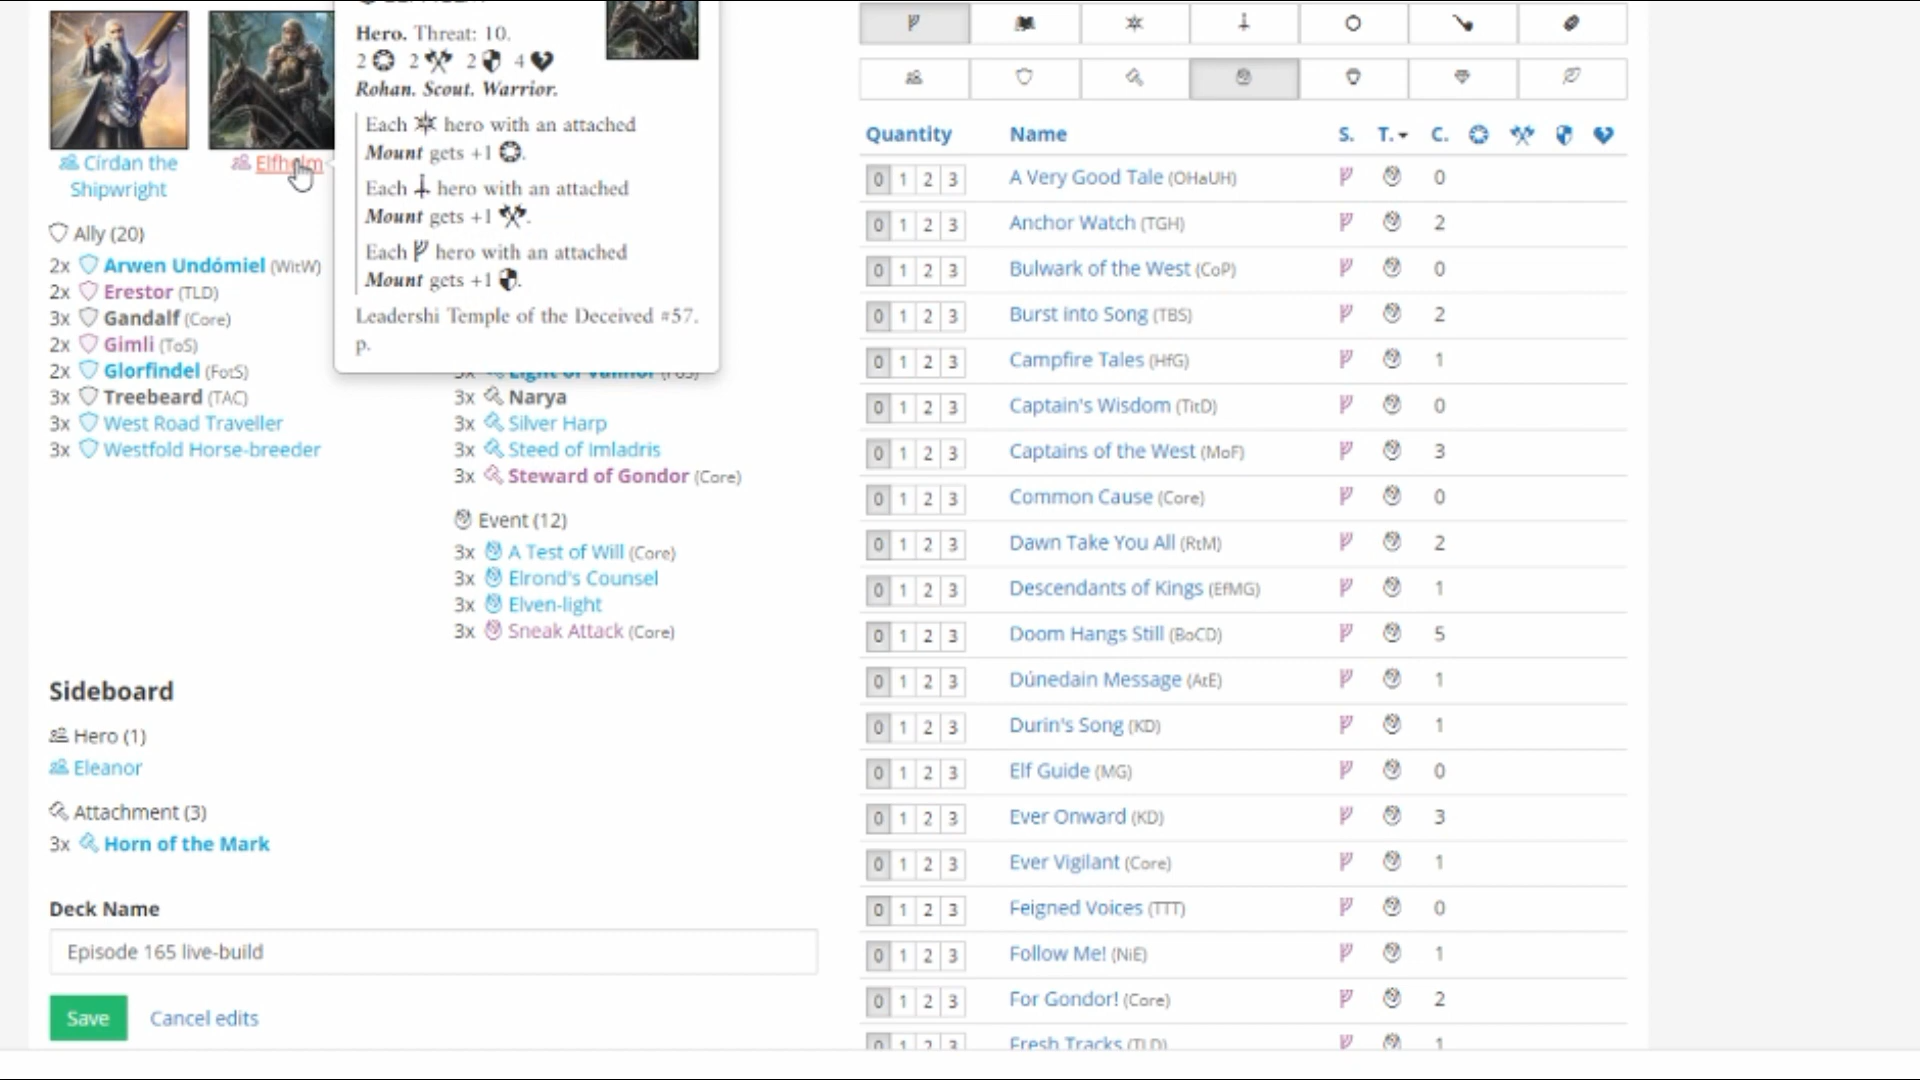 Círdan the
Shipwright
Elfhelm
Hero. Threat: 10.
2 2 2 4
Rohan. Scout. Warrior.
Each hero with an attached
Mount gets +1 .
Each hero with an attached
Mount gets +1 .
Each hero with an attached
Mount gets +1 .
Leadershi Temple of the Deceived #57.
p.
Ally (20)
2x Arwen Undómiel (WitW)
2x Erestor (TLD)
3x Gandalf (Core)
2x Gimli (ToS)
2x Glorfindel (FotS)
3x Treebeard (TAC)
3x West Road Traveller
3x Westfold Horse-breeder
3x Light of Valinor (FoS)
3x Narya
3x Silver Harp
3x Steed of Imladris
3x Steward of Gondor (Core)
Event (12)
3x A Test of Will (Core)
3x Elrond's Counsel
3x Elven-light
3x Sneak Attack (Core)
Sideboard
Hero (1)
Eleanor
Attachment (3)
3x Horn of the Mark
Deck Name
Episode 165 live-build
Save Cancel edits
Quantity Name S. T. C.
0 1 2 3 A Very Good Tale (OHaUH) 0
0 1 2 3 Anchor Watch (TGH) 2
0 1 2 3 Bulwark of the West (CoP) 0
0 1 2 3 Burst into Song (TBS) 2
0 1 2 3 Campfire Tales (HfG) 1
0 1 2 3 Captain's Wisdom (TitD) 0
0 1 2 3 Captains of the West (MoF) 3
0 1 2 3 Common Cause (Core) 0
0 1 2 3 Dawn Take You All (RtM) 2
0 1 2 3 Descendants of Kings (EfMG) 1
0 1 2 3 Doom Hangs Still (BoCD) 5
0 1 2 3 Dúnedain Message (AtE) 1
0 1 2 3 Durin's Song (KD) 1
0 1 2 3 Elf Guide (MG) 0
0 1 2 3 Ever Onward (KD) 3
0 1 2 3 Ever Vigilant (Core) 1
0 1 2 3 Feigned Voices (TTT) 0
0 1 2 3 Follow Me! (NiE) 1
0 1 2 3 For Gondor! (Core) 2
0 1 2 3 Fresh Tracks (TLD) 1